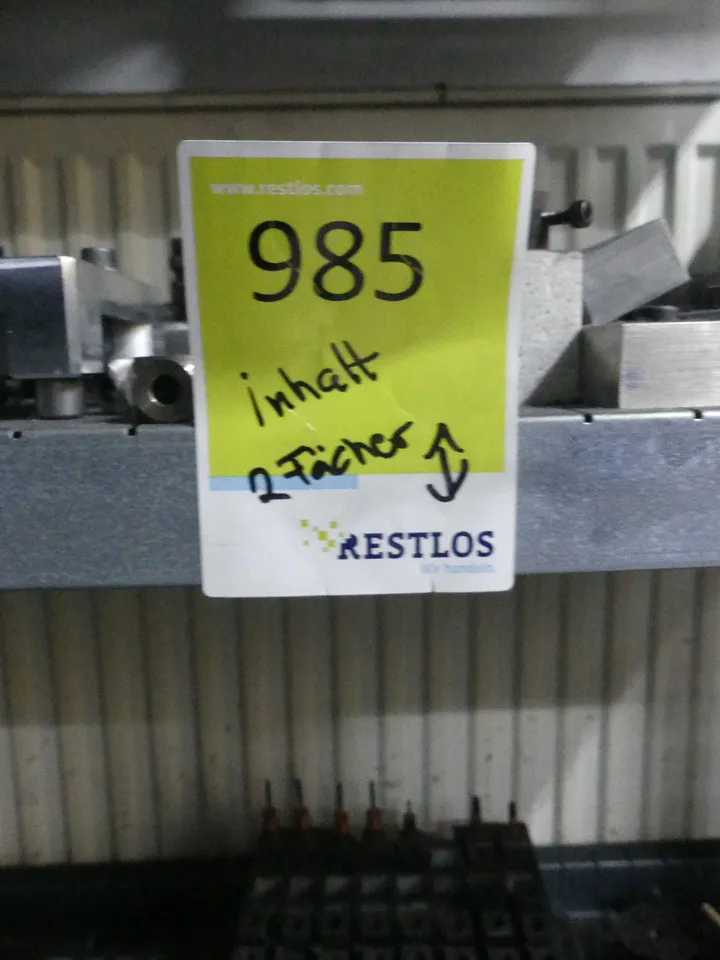 www.restlos.com
985
inhalt
2 Fächer
RESTLOS
Wir handeln.